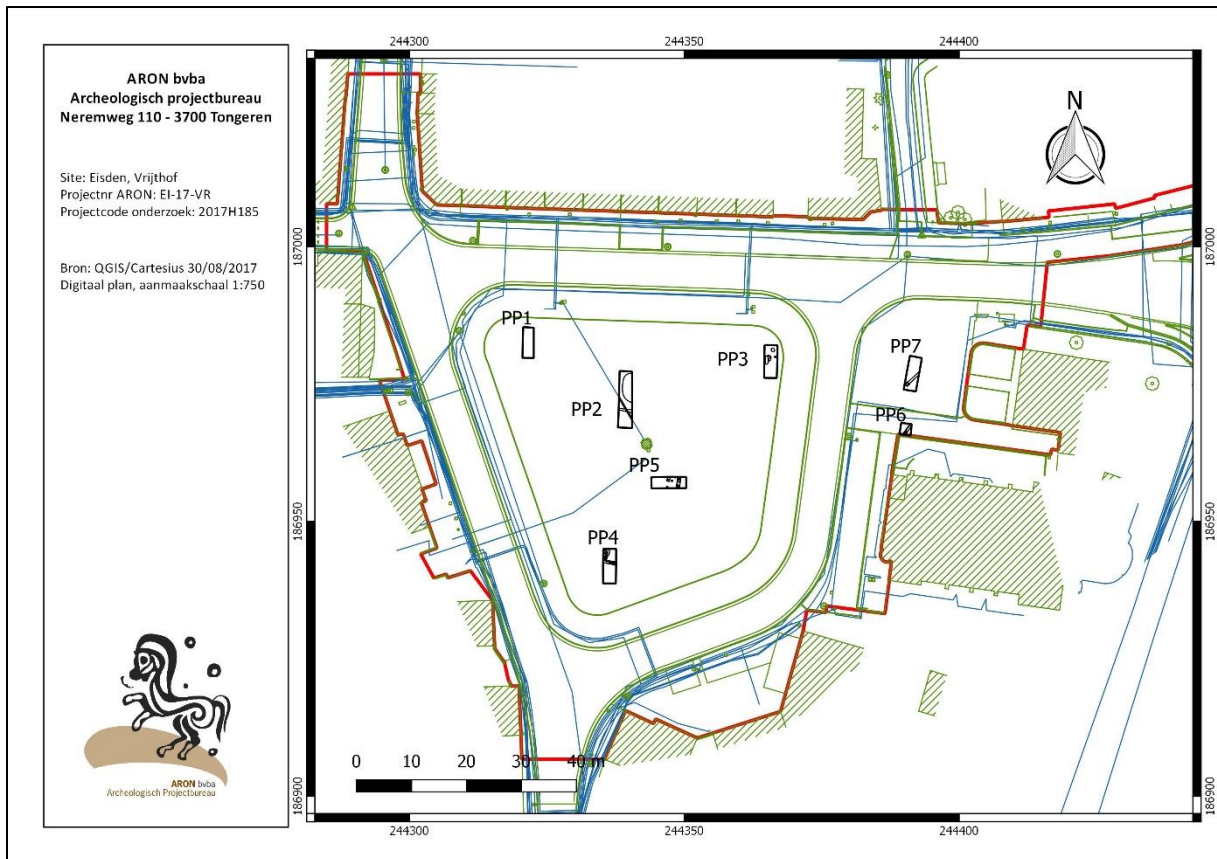 ARON bvba
Archeologisch projectbureau
Neremweg 110 - 3700 Tongeren
Site: Eisden, Vrijthof
Projectnr ARON: EI-17-VR
Projectcode onderzoek: 2017H185
Bron: QGIS/Cartesius 30/08/2017
Digitaal plan, aanmaakschaal 1:750
ARON bvba
Archeologisch Projectbureau
244300 244350 244400
187000 187000
186950 186950
186900 186900
N
PP1
PP3
PP7
PP2
PP6
PP5
PP4
0 10 20 30 40 m
244300 244350 244400